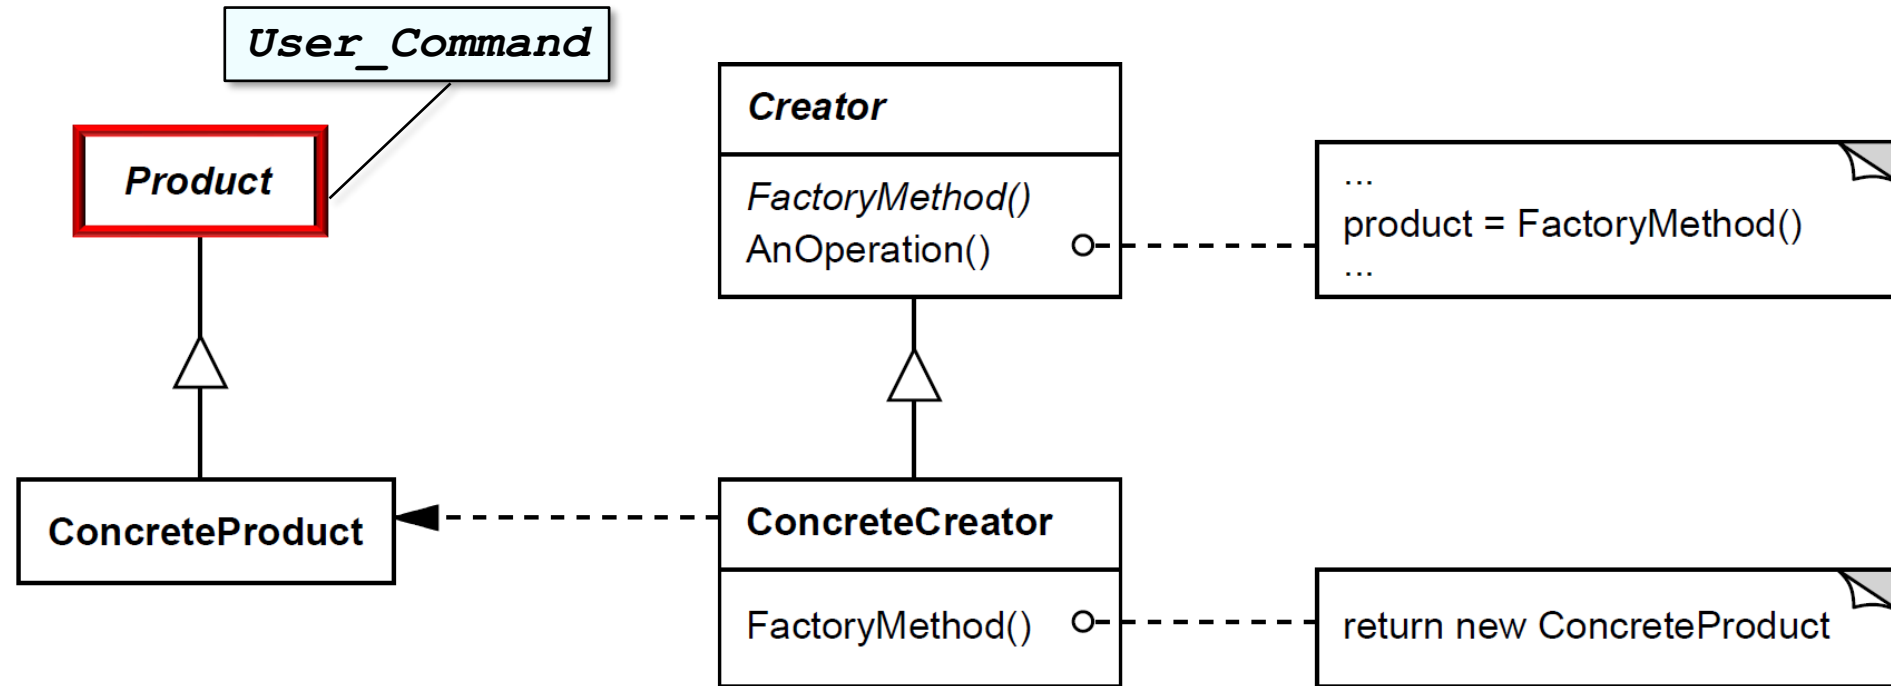 User_Command
Product
Creator
FactoryMethod()
AnOperation()
...
product = FactoryMethod()
...
ConcreteProduct
ConcreteCreator
FactoryMethod()
return new ConcreteProduct